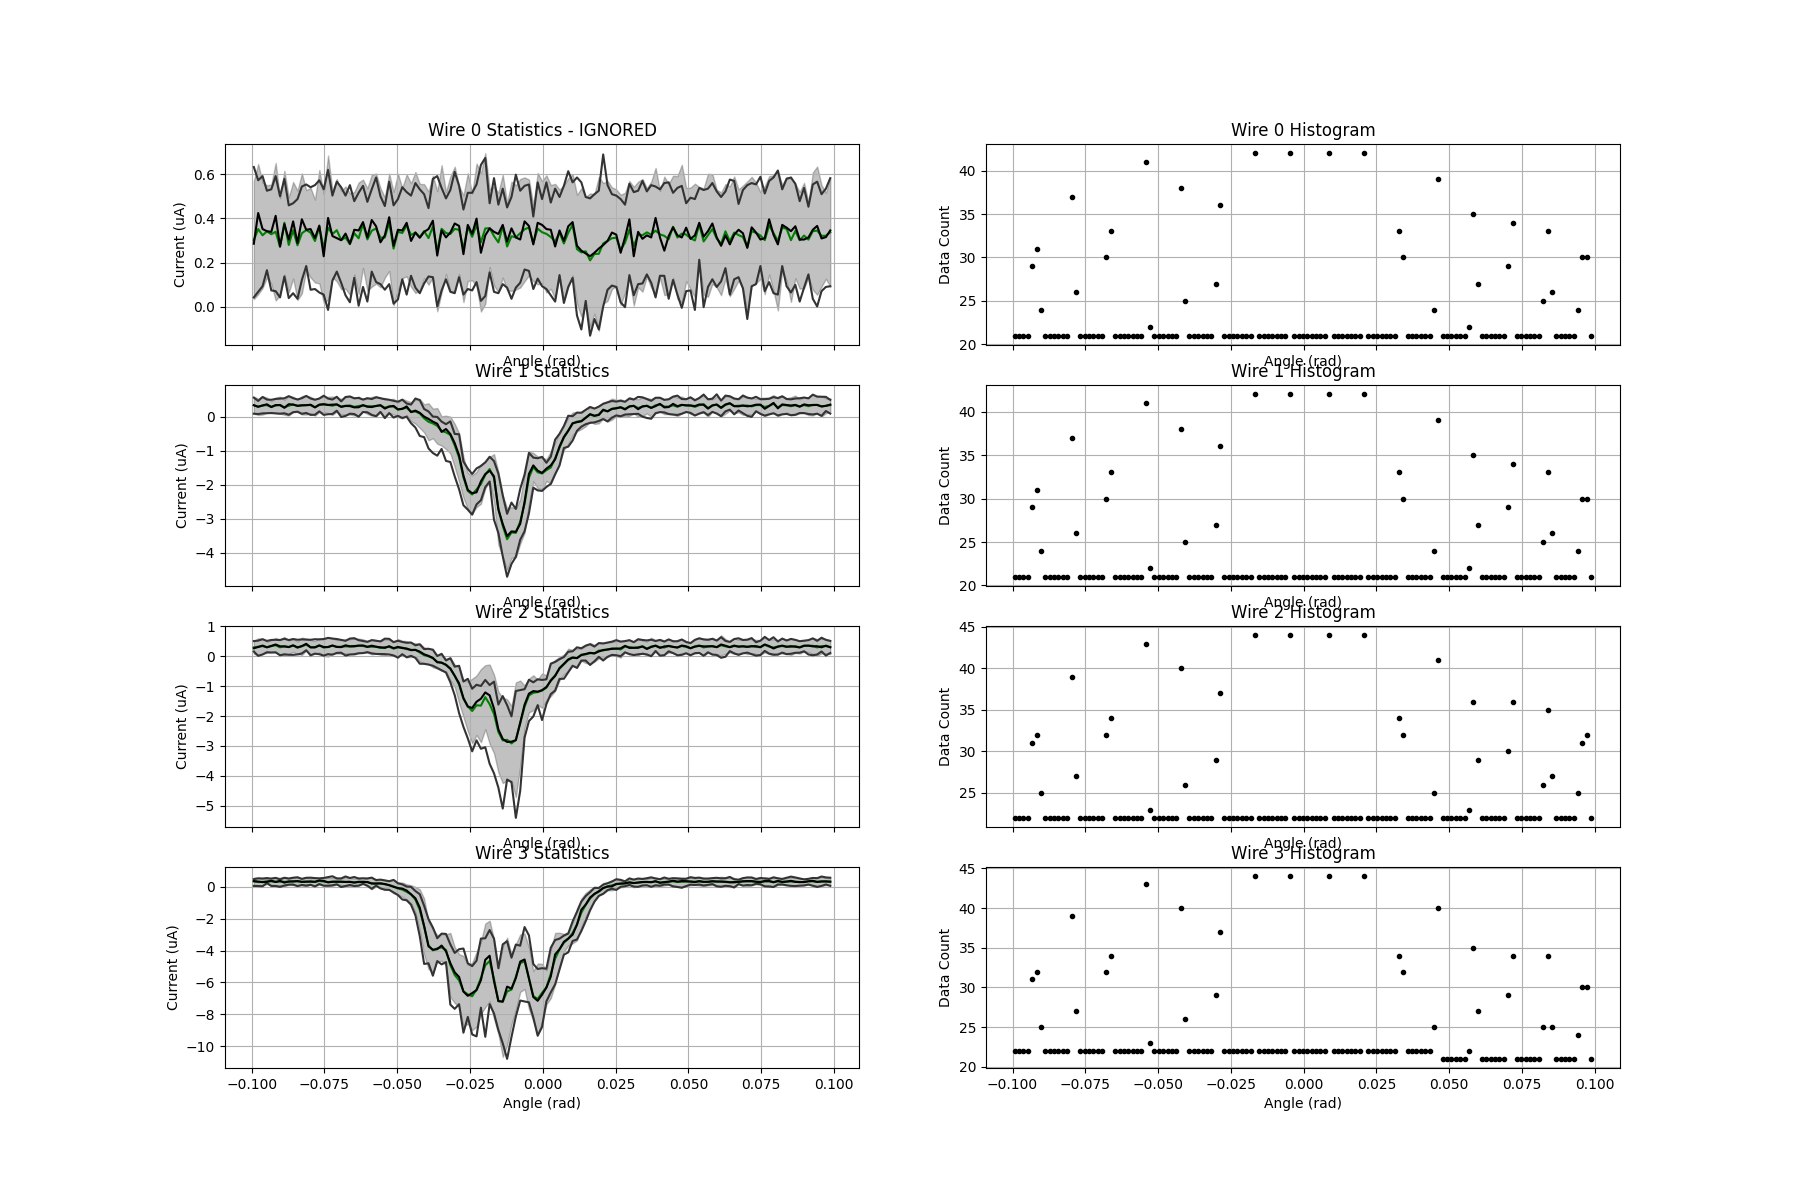 Wire 0 Statistics - IGNORED
Current (uA)
0.6
0.4
0.2
0.0
Angle (rad)
Wire 0 Histogram
Data Count
40
35
30
25
20
Angle (rad)
Wire 1 Statistics
Current (uA)
0
−1
−2
−3
−4
Angle (rad)
Wire 1 Histogram
Data Count
40
35
30
25
20
Angle (rad)
Wire 2 Statistics
Current (uA)
1
0
−1
−2
−3
−4
−5
Angle (rad)
Wire 2 Histogram
Data Count
45
40
35
30
25
Angle (rad)
Wire 3 Statistics
Current (uA)
0
−2
−4
−6
−8
−10
−0.100 −0.075 −0.050 −0.025 0.000 0.025 0.050 0.075 0.100
Angle (rad)
Wire 3 Histogram
Data Count
45
40
35
30
25
20
−0.100 −0.075 −0.050 −0.025 0.000 0.025 0.050 0.075 0.100
Angle (rad)